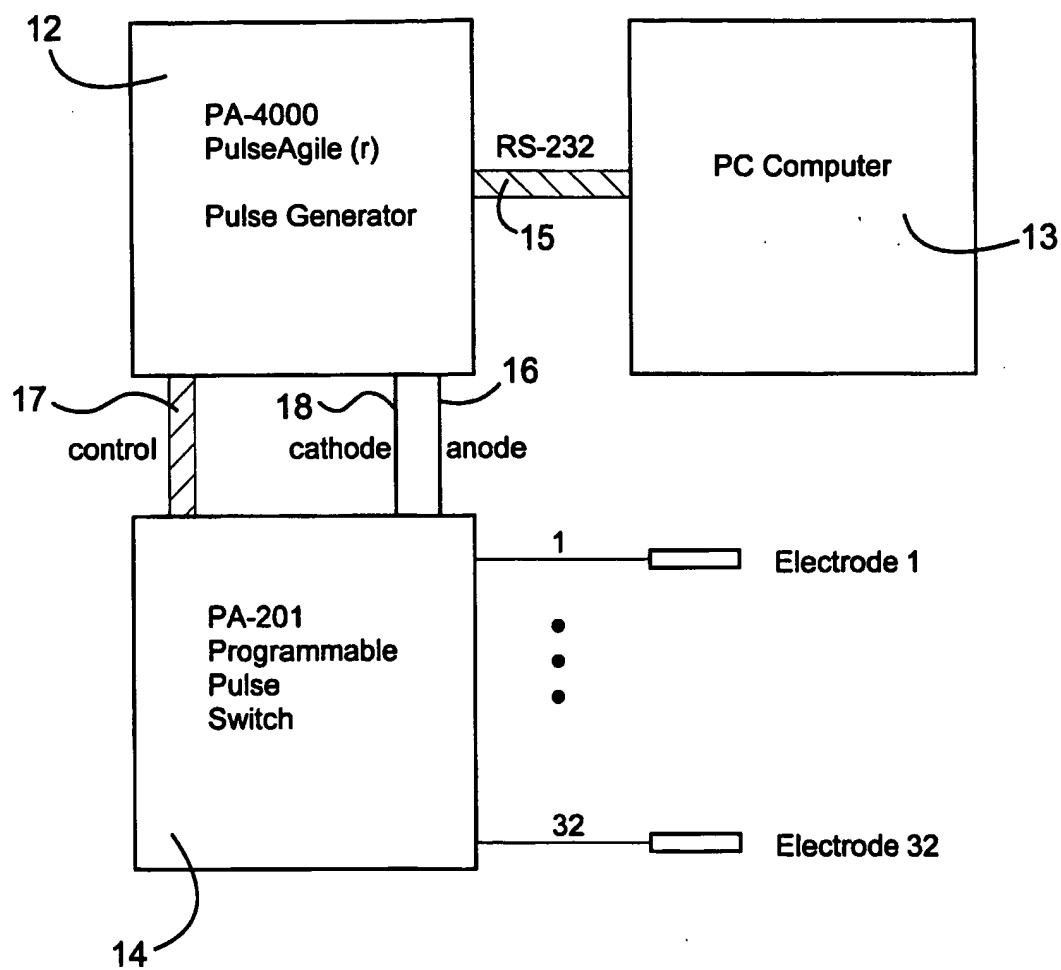 12
PA-4000
PulseAgile (r)
Pulse Generator
RS-232
15
PC Computer
13
17
control
18
cathode
16
anode
PA-201
Programmable
Pulse
Switch
14
1
Electrode 1
32
Electrode 32